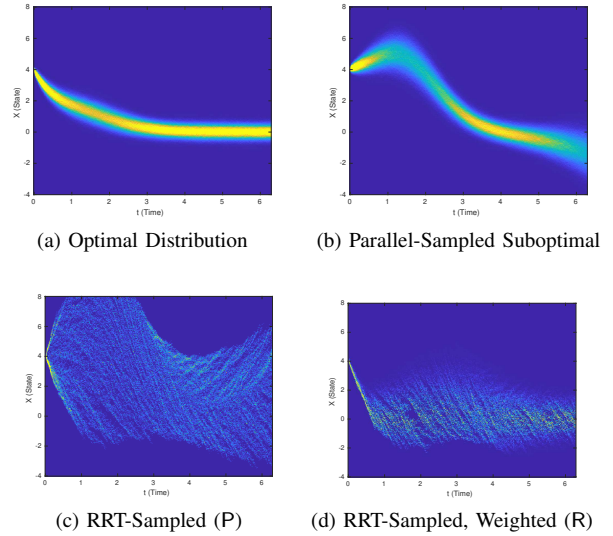 8
6
4
2
0
-2
-4
X (State)
0 1 2 3 4 5 6
t (Time)
(a) Optimal Distribution
8
6
4
2
0
-2
-4
X (State)
0 1 2 3 4 5 6
t (Time)
(b) Parallel-Sampled Suboptimal
8
6
4
2
0
-2
-4
X (State)
0 1 2 3 4 5 6
t (Time)
(c) RRT-Sampled (P)
8
6
4
2
0
-2
-4
X (State)
0 1 2 3 4 5 6
t (Time)
(d) RRT-Sampled, Weighted (R)